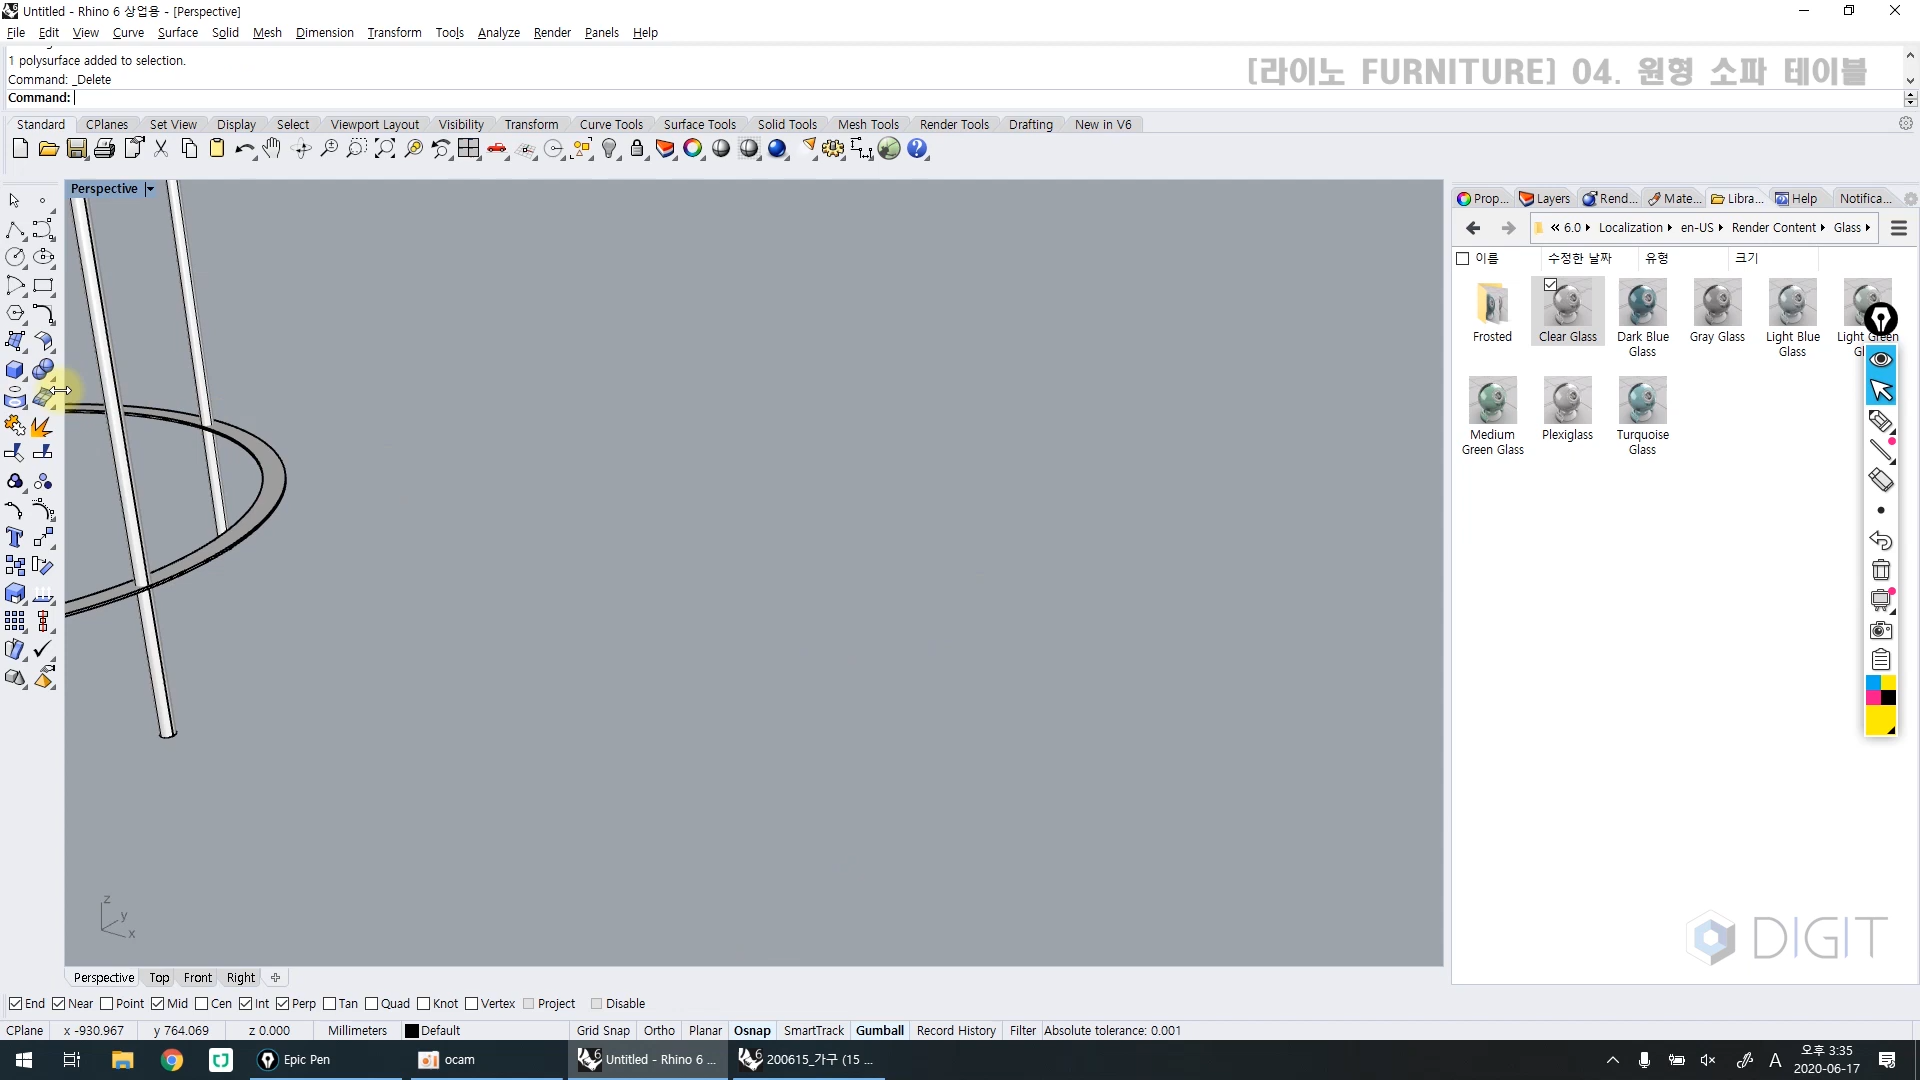 Untitled - Rhino 6 상업용 - [Perspective]
File Edit View Curve Surface Solid Mesh Dimension Transform Tools Analyze Render Panels Help
1 polysurface added to selection.
Command: _Delete
Command:
[라이노 FURNITURE] 04. 원형 소파 테이블
Standard CPlanes Set View Display Select Viewport Layout Visibility Transform Curve Tools Surface Tools Solid Tools Mesh Tools Render Tools Drafting New in V6
Perspective
Prop... Layers Rend... Mate... Libra... Help Notifica...
« 6.0 Localization en-US Render Content Glass
이름 수정한 날짜 유형 크기
Frosted
Clear Glass
Dark Blue Glass
Gray Glass
Light Blue Glass
Light Green
Medium Green Glass
Plexiglass
Turquoise Glass
z
y
x
DIGIT
Perspective Top Front Right
End Near Point Mid Cen Int Perp Tan Quad Knot Vertex Project Disable
CPlane x -930.967 y 764.069 z 0.000 Millimeters Default Grid Snap Ortho Planar Osnap SmartTrack Gumball Record History Filter Absolute tolerance: 0.001
Epic Pen ocam Untitled - Rhino 6 ... 200615_가구 (15 ...
A
오후 3:35
2020-06-17